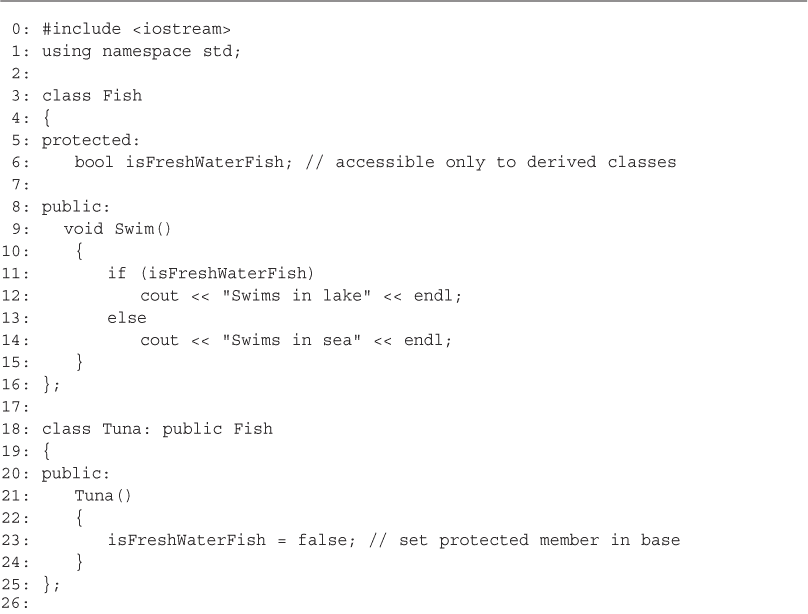 0: #include <iostream>
1: using namespace std;
2:
3: class Fish
4: {
5: protected:
6:    bool isFreshWaterFish; // accessible only to derived classes
7:
8: public:
9:   void Swim()
10:    {
11:       if (isFreshWaterFish)
12:          cout << "Swims in lake" << endl;
13:       else
14:          cout << "Swims in sea" << endl;
15:    }
16: };
17:
18: class Tuna: public Fish
19: {
20: public:
21:    Tuna()
22:    {
23:       isFreshWaterFish = false; // set protected member in base
24:    }
25: };
26: